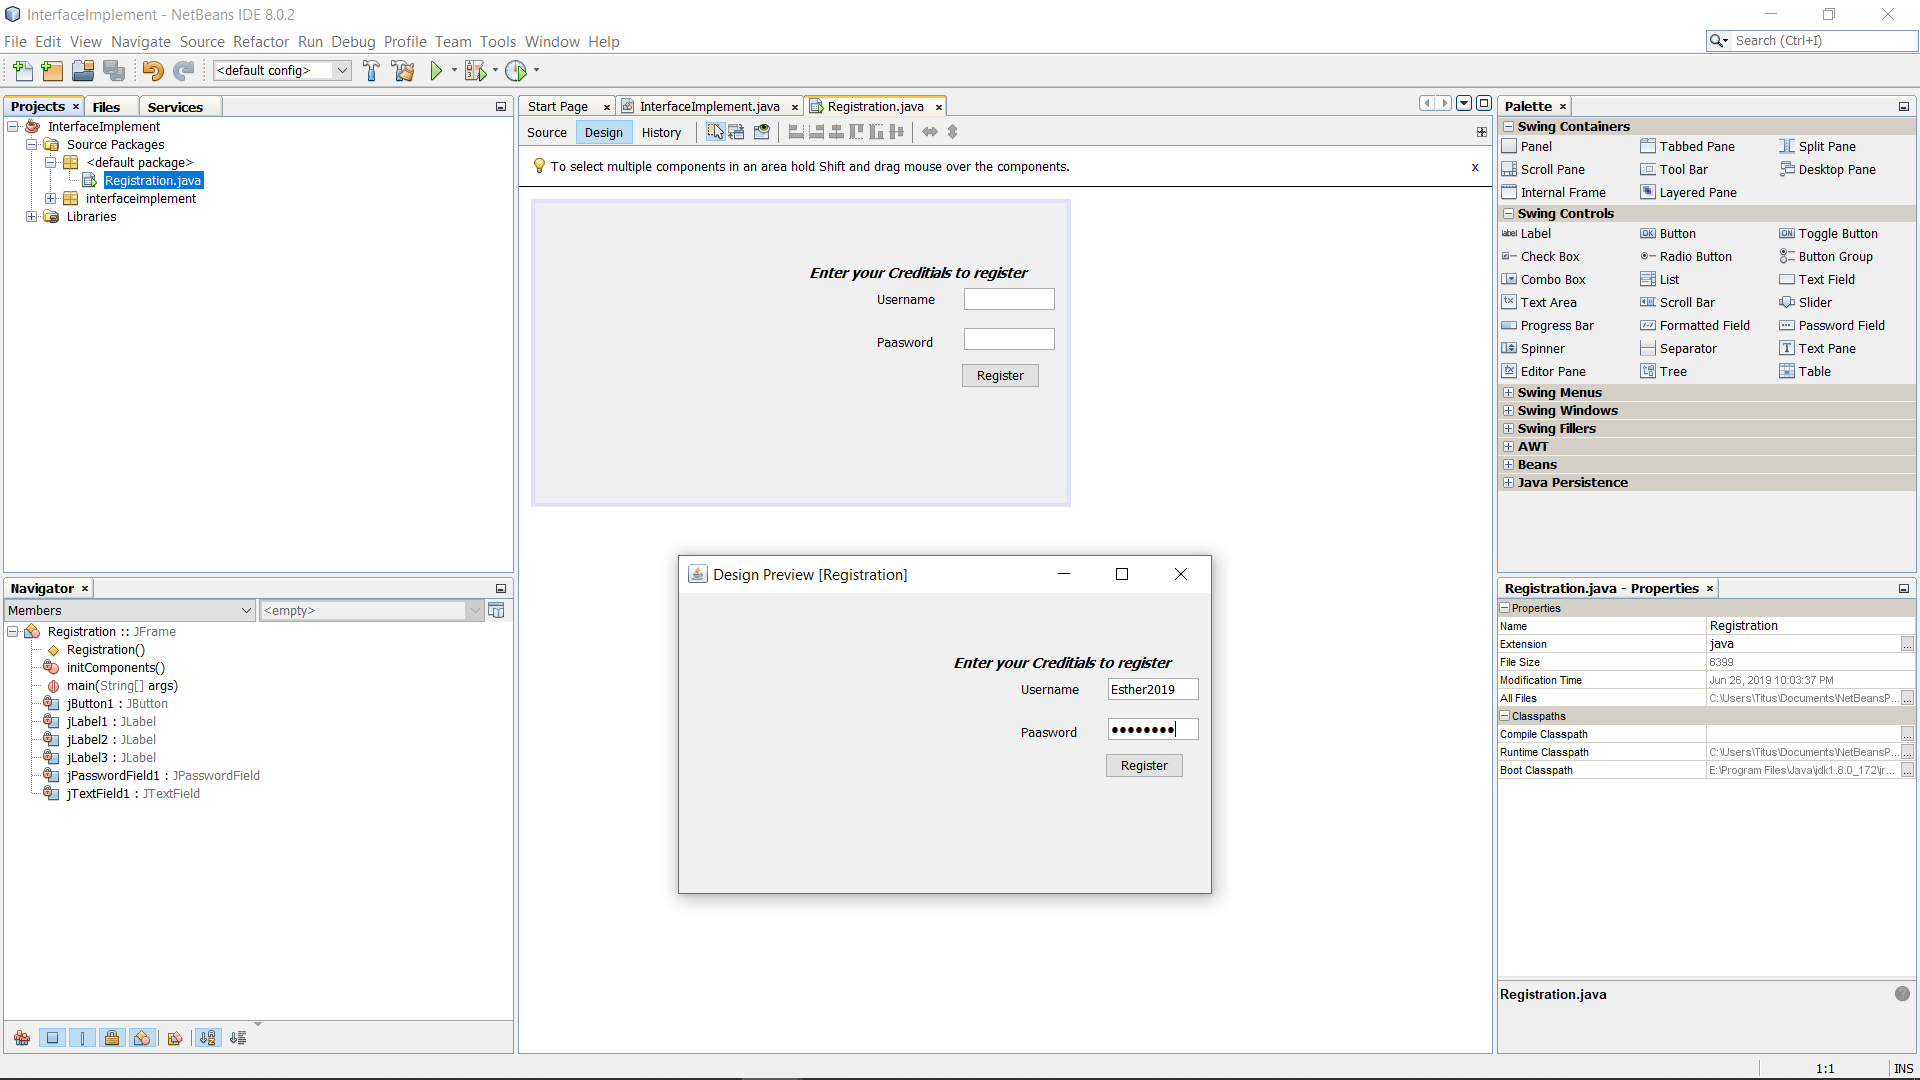 InterfaceImplement - NetBeans IDE 8.0.2
File Edit View Navigate Source Refactor Run Debug Profile Team Tools Window Help
Search (Ctrl+I)
<default config>
Projects Files Services
InterfaceImplement
Source Packages
<default package>
Registration.java
interfaceimplement
Libraries
Navigator
Members <empty>
Registration :: JFrame
Registration()
initComponents()
main(String[] args)
jButton1 : JButton
jLabel1 : JLabel
jLabel2 : JLabel
jLabel3 : JLabel
jPasswordField1 : JPasswordField
jTextField1 : JTextField
Start Page InterfaceImplement.java Registration.java
Source Design History
To select multiple components in an area hold Shift and drag mouse over the components. x
Enter your Creditials to register
Username
Paasword
Register
Design Preview [Registration]
Enter your Creditials to register
Username Esther2019
Paasword ●●●●●●●●
Register
Palette
Swing Containers
Panel Tabbed Pane Split Pane
Scroll Pane Tool Bar Desktop Pane
Internal Frame Layered Pane
Swing Controls
label Label OK Button ON Toggle Button
Check Box Radio Button Button Group
Combo Box List Text Field
Text Area Scroll Bar Slider
Progress Bar Formatted Field Password Field
Spinner Separator Text Pane
Editor Pane Tree Table
Swing Menus
Swing Windows
Swing Fillers
AWT
Beans
Java Persistence
Registration.java - Properties
Properties
Name Registration
Extension java
File Size 6399
Modification Time Jun 26, 2019 10:03:37 PM
All Files C:\Users\Titus\Documents\NetBeansP...
Classpaths
Compile Classpath
Runtime Classpath C:\Users\Titus\Documents\NetBeansP...
Boot Classpath E:\Program Files\Java\jdk1.8.0_172\jr...
Registration.java
1:1 INS